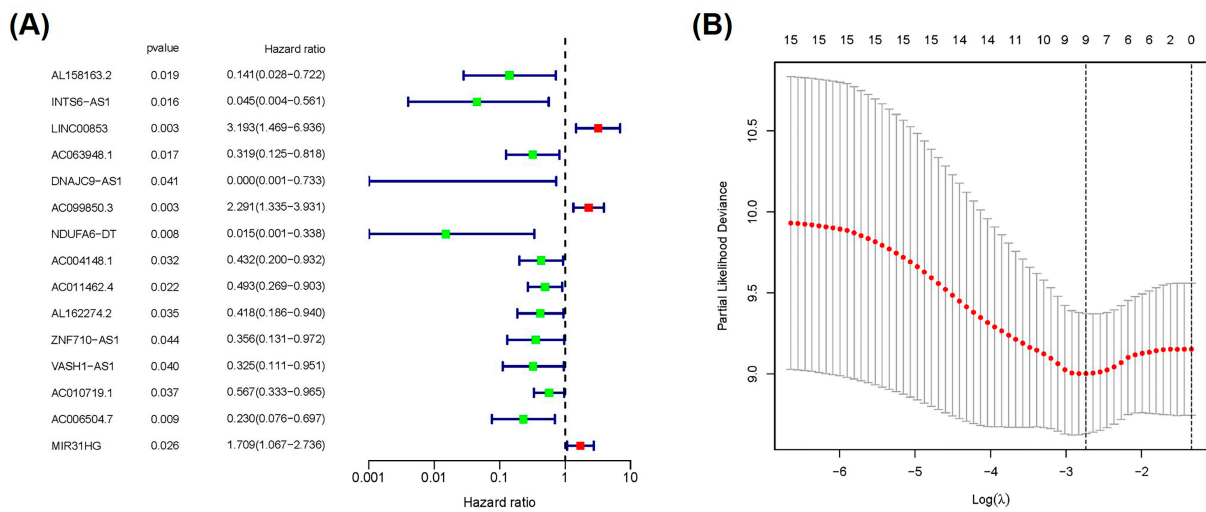 (A)
pvalue Hazard ratio
AL158163.2 0.019 0.141(0.028−0.722)
INTS6−AS1 0.016 0.045(0.004−0.561)
LINC00853 0.003 3.193(1.469−6.936)
AC063948.1 0.017 0.319(0.125−0.818)
DNAJC9−AS1 0.041 0.000(0.001−0.733)
AC099850.3 0.003 2.291(1.335−3.931)
NDUFA6−DT 0.008 0.015(0.001−0.338)
AC004148.1 0.032 0.432(0.200−0.932)
AC011462.4 0.022 0.493(0.269−0.903)
AL162274.2 0.035 0.418(0.186−0.940)
ZNF710−AS1 0.044 0.356(0.131−0.972)
VASH1−AS1 0.040 0.325(0.111−0.951)
AC010719.1 0.037 0.567(0.333−0.965)
AC006504.7 0.009 0.230(0.076−0.697)
MIR31HG 0.026 1.709(1.067−2.736)
0.001 0.01 0.1 1 10
Hazard ratio
(B)
15 15 15 15 15 15 14 14 11 10 9 9 7 6 6 2 0
10.5
10.0
9.5
9.0
Partial Likelihood Deviance
−6 −5 −4 −3 −2
Log(λ)